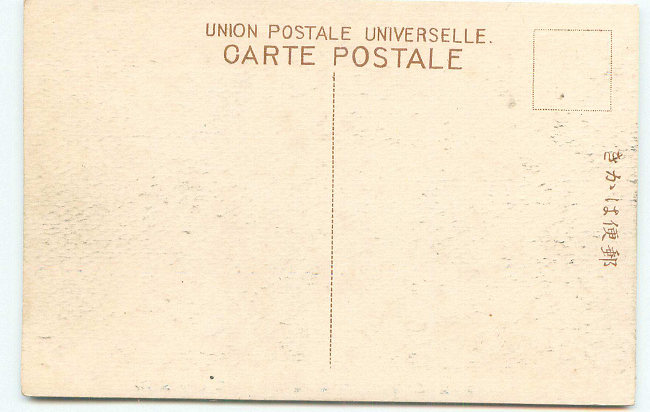 UNION POSTALE UNIVERSELLE.
CARTE POSTALE
郵便はかき